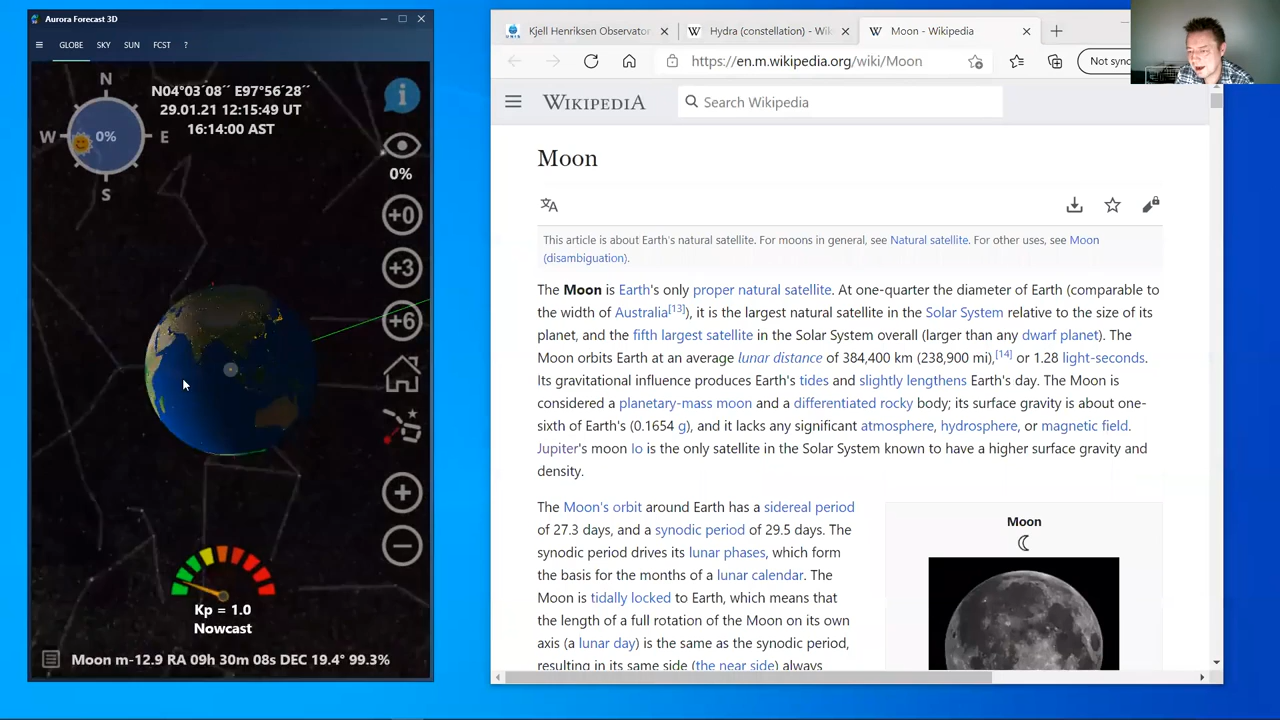 Aurora Forecast 3D
GLOBE SKY SUN FCST ?
N
W 0% E
S
N04°03´08´´ E97°56´28´´
29.01.21 12:15:49 UT
16:14:00 AST
i
0%
+0
+3
+6
+
−
Kp = 1.0
Nowcast
Moon m-12.9 RA 09h 30m 08s DEC 19.4° 99.3%
Kjell Henriksen Observator
Hydra (constellation) - Wik
Moon - Wikipedia
https://en.m.wikipedia.org/wiki/Moon
Not sync
WIKIPEDIA
Search Wikipedia
Moon
This article is about Earth's natural satellite. For moons in general, see Natural satellite. For other uses, see Moon
(disambiguation).
The Moon is Earth's only proper natural satellite. At one-quarter the diameter of Earth (comparable to
the width of Australia[13]), it is the largest natural satellite in the Solar System relative to the size of its
planet, and the fifth largest satellite in the Solar System overall (larger than any dwarf planet). The
Moon orbits Earth at an average lunar distance of 384,400 km (238,900 mi),[14] or 1.28 light-seconds.
Its gravitational influence produces Earth's tides and slightly lengthens Earth's day. The Moon is
considered a planetary-mass moon and a differentiated rocky body; its surface gravity is about one-
sixth of Earth's (0.1654 g), and it lacks any significant atmosphere, hydrosphere, or magnetic field.
Jupiter's moon Io is the only satellite in the Solar System known to have a higher surface gravity and
density.
The Moon's orbit around Earth has a sidereal period
of 27.3 days, and a synodic period of 29.5 days. The
synodic period drives its lunar phases, which form
the basis for the months of a lunar calendar. The
Moon is tidally locked to Earth, which means that
the length of a full rotation of the Moon on its own
axis (a lunar day) is the same as the synodic period,
resulting in its same side (the near side) always
Moon